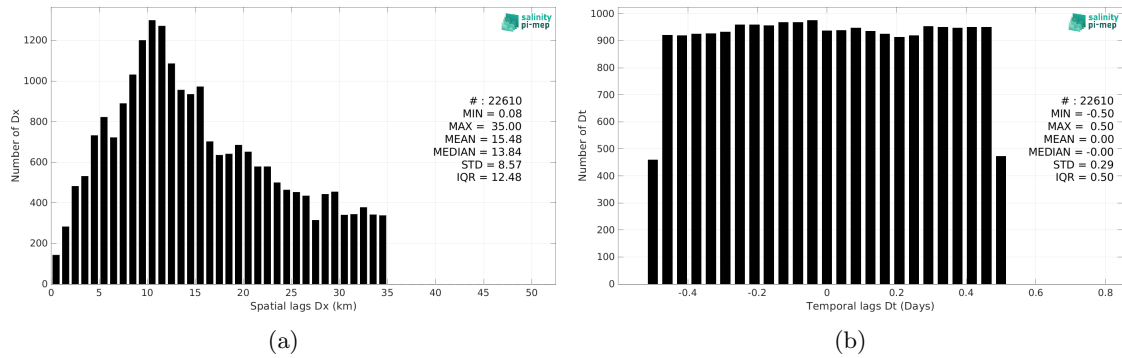 1200
1000
800
600
400
200
0
Number of Dx
salinity
pi-mep
# : 22610
MIN = 0.08
MAX = 35.00
MEAN = 15.48
MEDIAN = 13.84
STD = 8.57
IQR = 12.48
0 5 10 15 20 25 30 35 40 45 50
Spatial lags Dx (km)
(a)
1000
900
800
700
600
500
400
300
200
100
0
Number of Dt
salinity
pi-mep
# : 22610
MIN = -0.50
MAX = 0.50
MEAN = 0.00
MEDIAN = -0.00
STD = 0.29
IQR = 0.50
-0.4 -0.2 0 0.2 0.4 0.6 0.8
Temporal lags Dt (Days)
(b)